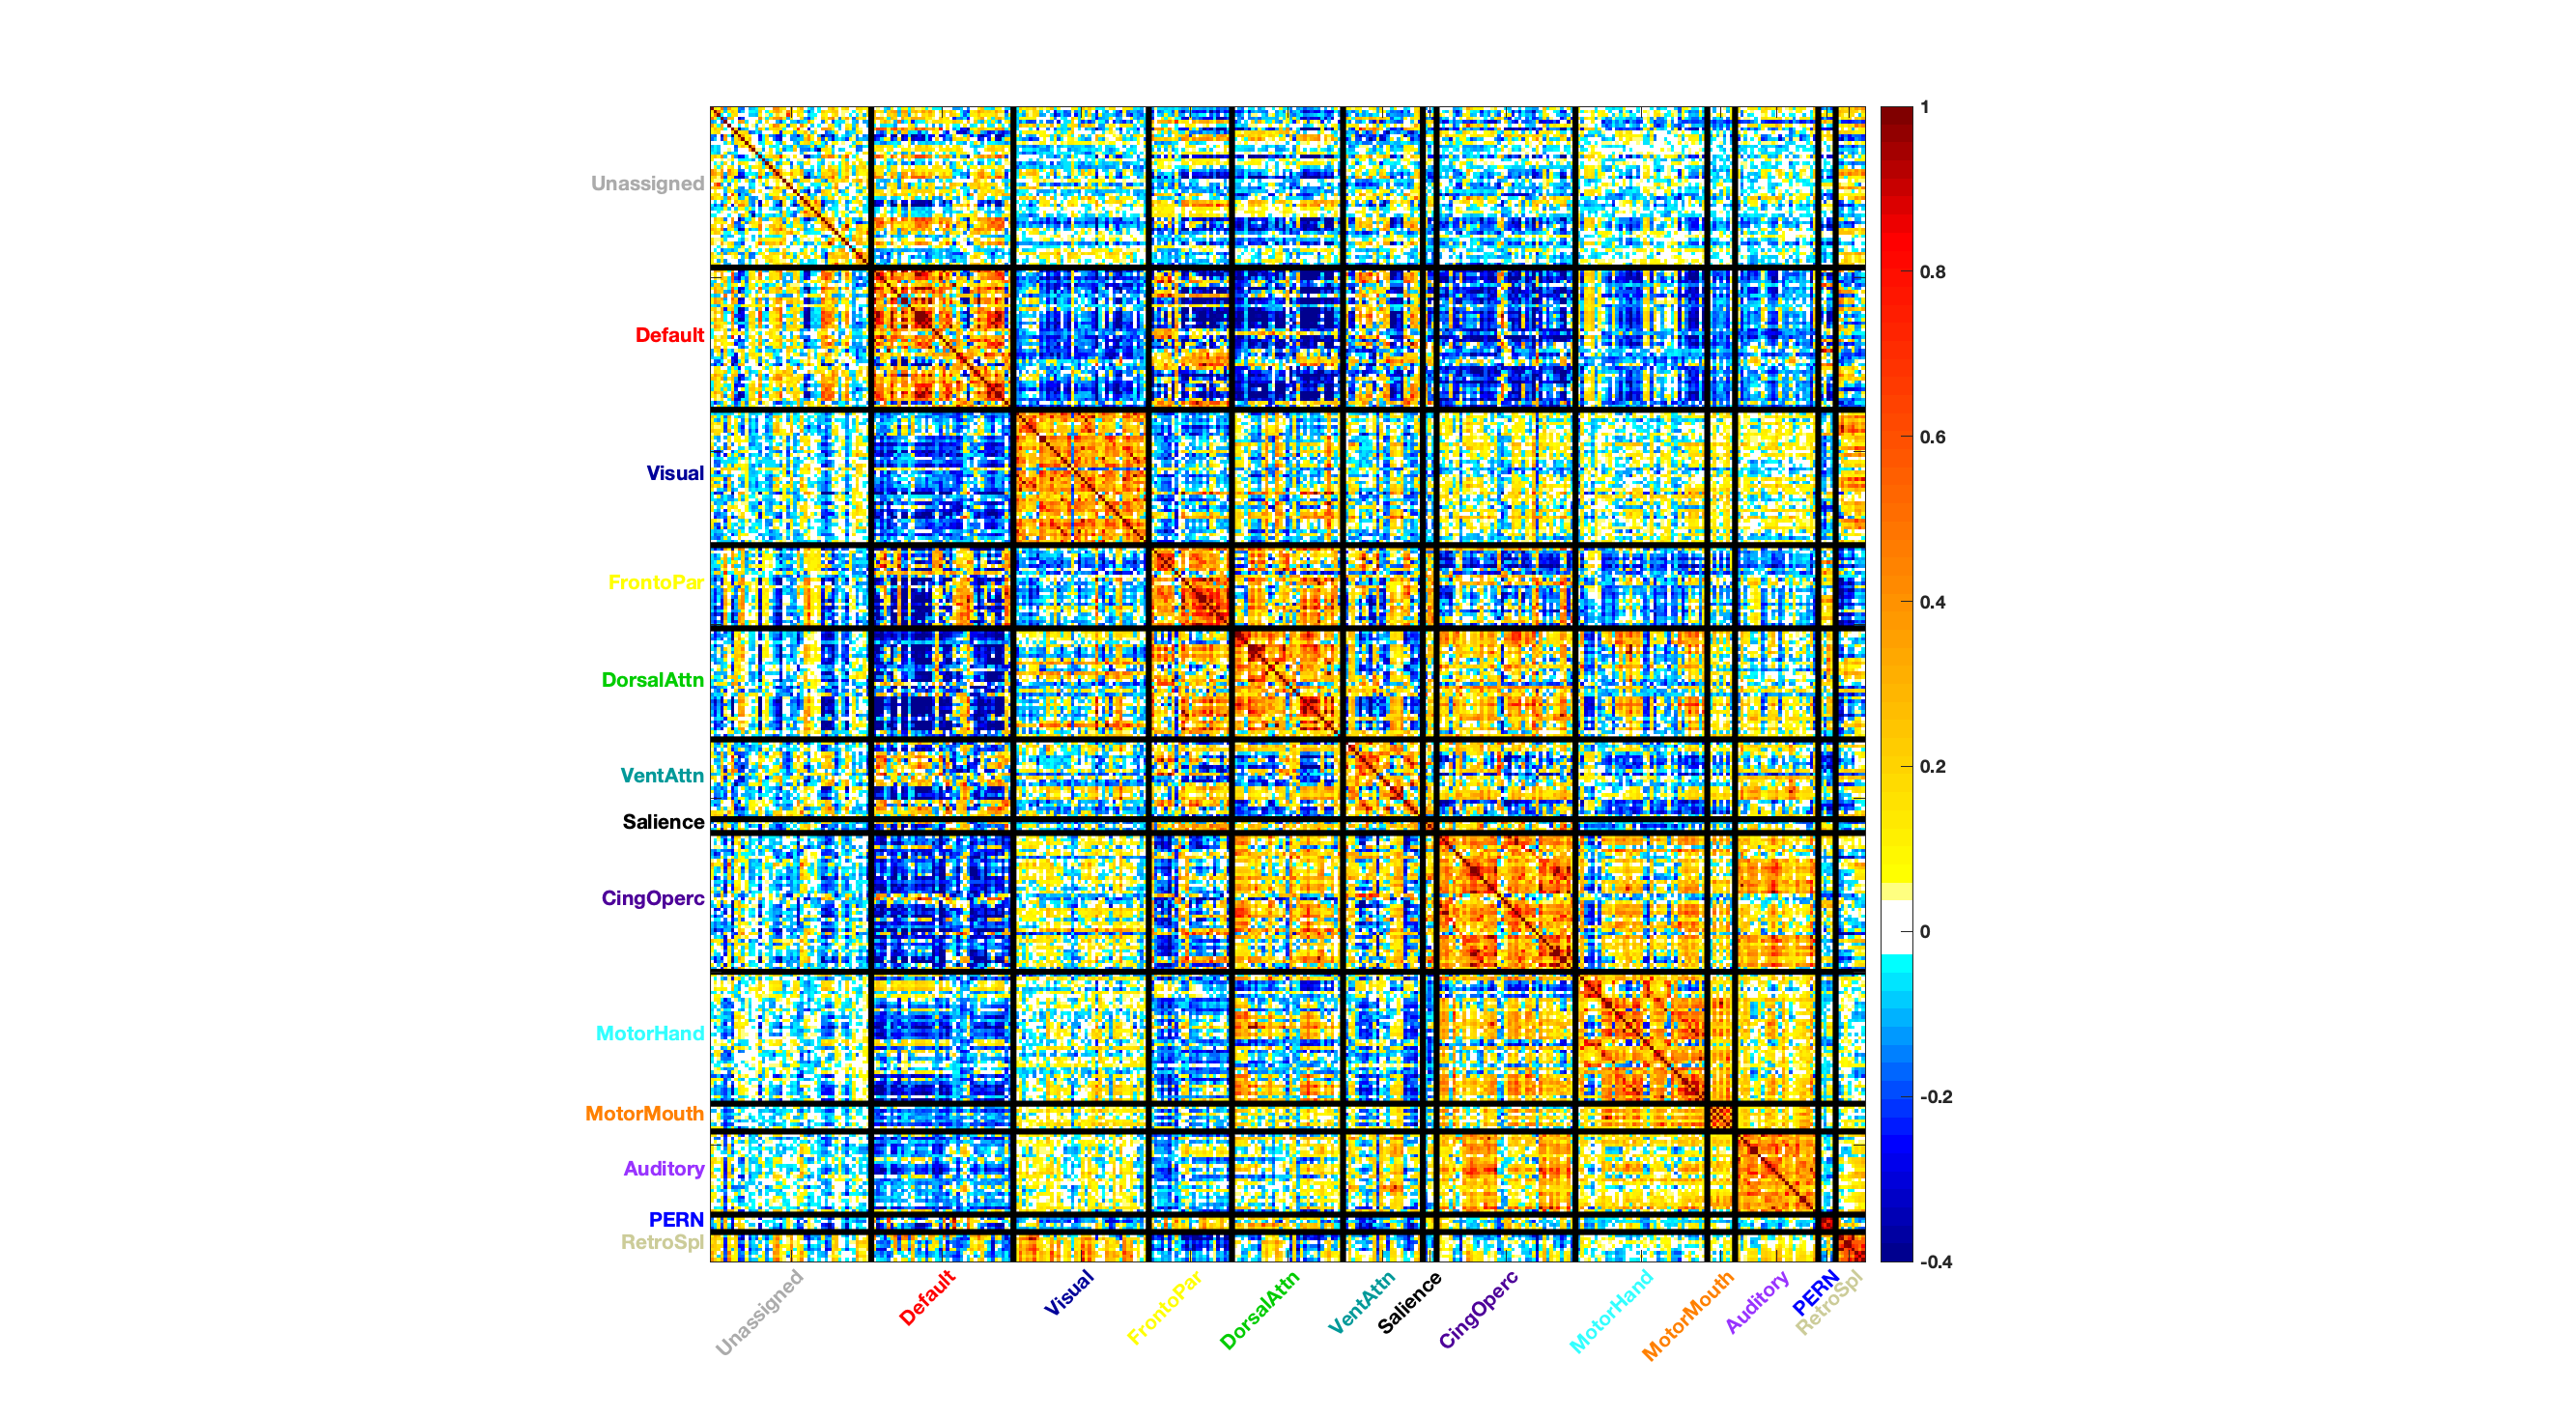 Unassigned
Default
Visual
FrontoPar
DorsalAttn
VentAttn
Salience
CingOperc
MotorHand
MotorMouth
Auditory
PERN
RetroSpl
Unassigned
Default
Visual
FrontoPar
DorsalAttn
VentAttn
Salience
CingOperc
MotorHand
MotorMouth
Auditory
PERN
RetroSpl
1
0.8
0.6
0.4
0.2
0
-0.2
-0.4